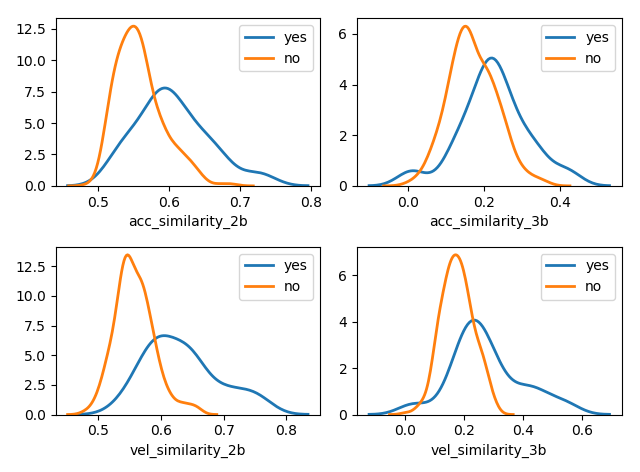 12.5
10.0
7.5
5.0
2.5
0.0
0.5 0.6 0.7 0.8
acc_similarity_2b
yes
no
6
4
2
0
0.0 0.2 0.4
acc_similarity_3b
yes
no
12.5
10.0
7.5
5.0
2.5
0.0
0.5 0.6 0.7 0.8
vel_similarity_2b
yes
no
6
4
2
0
0.0 0.2 0.4 0.6
vel_similarity_3b
yes
no